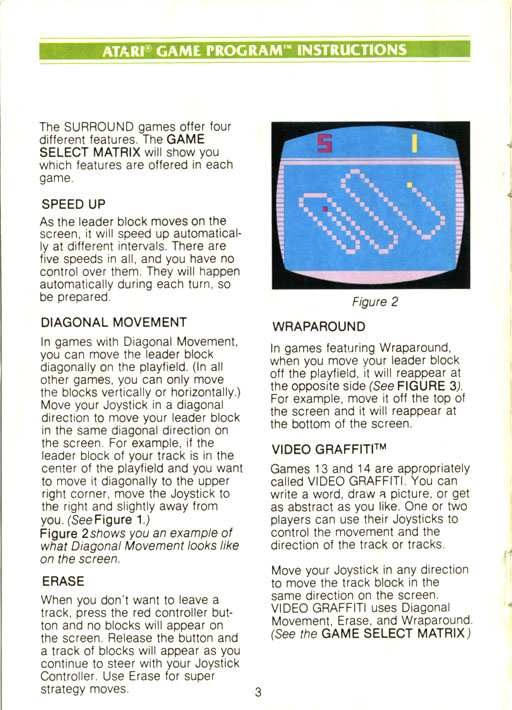 ATARI® GAME PROGRAM™ INSTRUCTIONS
The SURROUND games offer four
different features. The GAME
SELECT MATRIX will show you
which features are offered in each
game.
SPEED UP
As the leader block moves on the
screen, it will speed up automatical-
ly at different intervals. There are
five speeds in all, and you have no
control over them. They will happen
automatically during each turn, so
be prepared.
DIAGONAL MOVEMENT
In games with Diagonal Movement,
you can move the leader block
diagonally on the playfield. (In all
other games, you can only move
the blocks vertically or horizontally.)
Move your Joystick in a diagonal
direction to move your leader block
in the same diagonal direction on
the screen. For example, if the
leader block of your track is in the
center of the playfield and you want
to move it diagonally to the upper
right corner, move the Joystick to
the right and slightly away from
you. (See Figure 1.)
Figure 2 shows you an example of
what Diagonal Movement looks like
on the screen.
ERASE
When you don't want to leave a
track, press the red controller but-
ton and no blocks will appear on
the screen. Release the button and
a track of blocks will appear as you
continue to steer with your Joystick
Controller. Use Erase for super
strategy moves.
5 1
Figure 2
WRAPAROUND
In games featuring Wraparound,
when you move your leader block
off the playfield, it will reappear at
the opposite side (See FIGURE 3).
For example, move it off the top of
the screen and it will reappear at
the bottom of the screen.
VIDEO GRAFFITI™
Games 13 and 14 are appropriately
called VIDEO GRAFFITI. You can
write a word, draw a picture, or get
as abstract as you like. One or two
players can use their Joysticks to
control the movement and the
direction of the track or tracks.
Move your Joystick in any direction
to move the track block in the
same direction on the screen.
VIDEO GRAFFITI uses Diagonal
Movement, Erase, and Wraparound.
(See the GAME SELECT MATRIX)
3